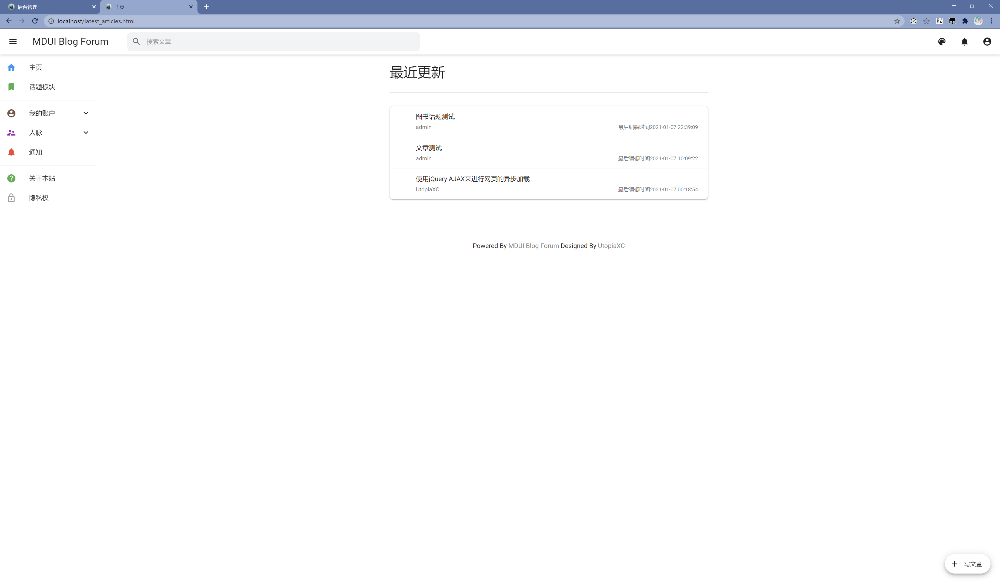 后台管理
主页
localhost/latest_articles.html
MDUI Blog Forum
搜索文章
主页
话题板块
我的账户
人脉
通知
关于本站
隐私权
最近更新
图书话题测试
admin 最后编辑时间2021-01-07 22:39:09
文章测试
admin 最后编辑时间2021-01-07 10:09:22
使用jQuery AJAX来进行网页的异步加载
UtopiaXC 最后编辑时间2021-01-07 00:18:54
Powered By MDUI Blog Forum Designed By UtopiaXC
写文章